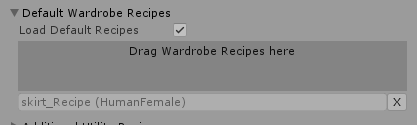 Default Wardrobe Recipes
Load Default Recipes
Drag Wardrobe Recipes here
skirt_Recipe (HumanFemale) X